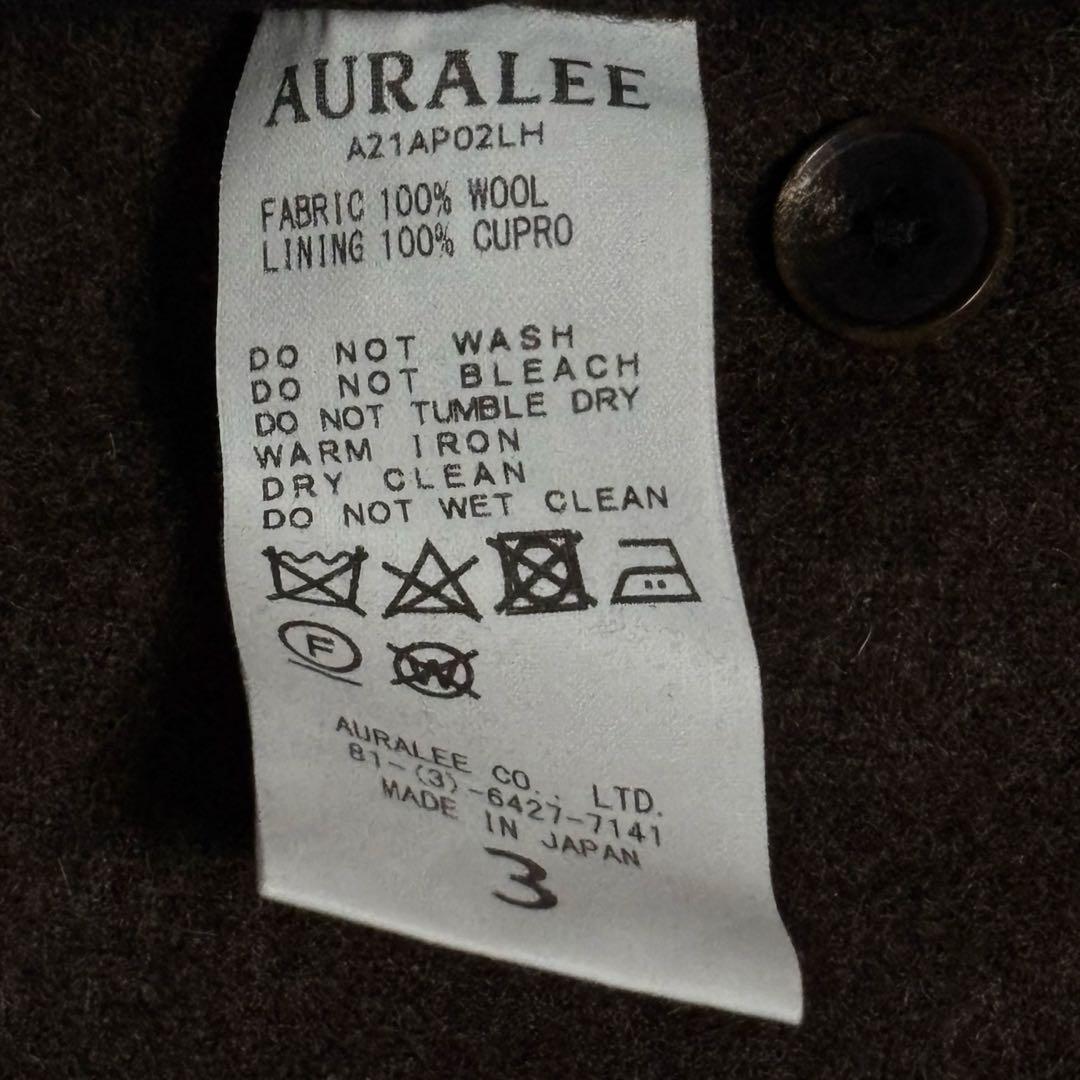 AURALEE
A21AP02LH
FABRIC 100% WOOL
LINING 100% CUPRO
DO NOT WASH
DO NOT BLEACH
DO NOT TUMBLE DRY
WARM IRON
DRY CLEAN
DO NOT WET CLEAN
F W
AURALEE CO., LTD.
81-(3)-6427-7141
MADE IN JAPAN
3